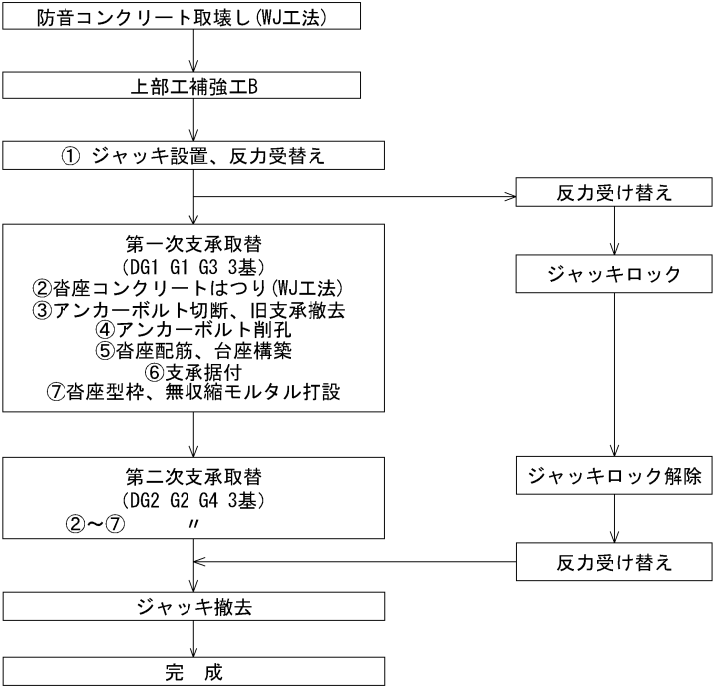 防音コンクリート取壊し(WJ工法)
上部工補強工B
① ジャッキ設置、反力受替え
反力受け替え
ジャッキロック
第一次支承取替
(DG1 G1 G3 3基)
②沓座コンクリートはつり(WJ工法)
③アンカーボルト切断、旧支承撤去
④アンカーボルト削孔
⑤沓座配筋、台座構築
⑥支承据付
⑦沓座型枠、無収縮モルタル打設
第二次支承取替
(DG2 G2 G4 3基)
②～⑦ 〃
ジャッキロック解除
反力受け替え
ジャッキ撤去
完 成